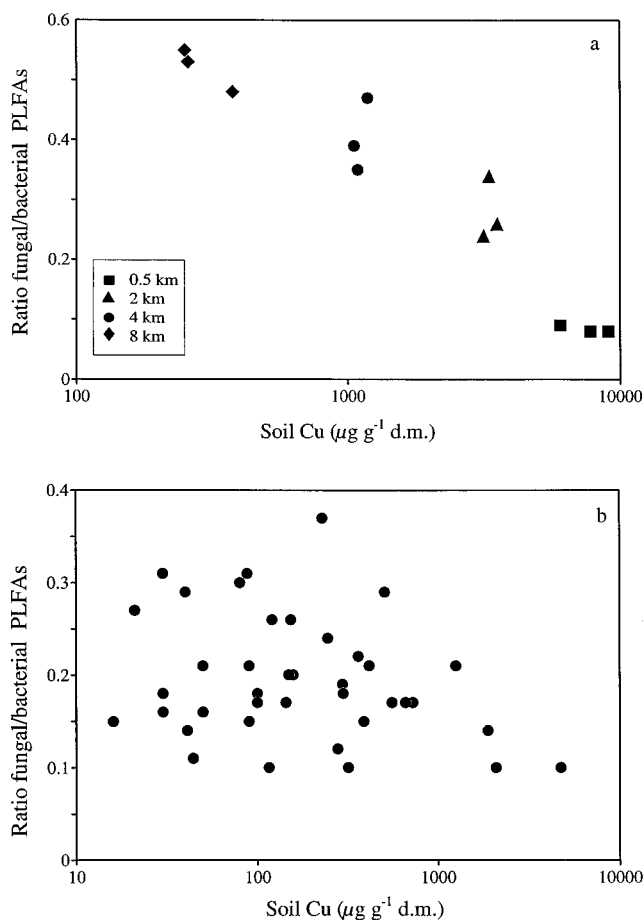 a
0.6
0.4
0.2
0
Ratio fungal/bacterial PLFAs
0.5 km
2 km
4 km
8 km
100
1000
10000
Soil Cu (µg g⁻¹ d.m.)
b
0.4
0.3
0.2
0.1
0
Ratio fungal/bacterial PLFAs
10
100
1000
10000
Soil Cu (µg g⁻¹ d.m.)